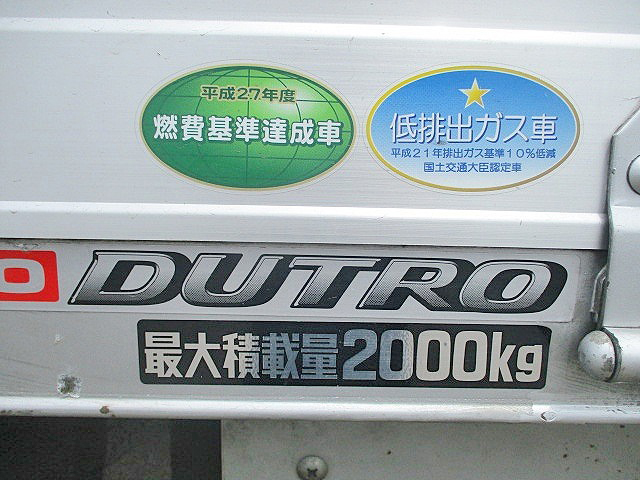 平成27年度
燃費基準達成車
低排出ガス車
平成21年排出ガス基準10%低減
国土交通大臣認定車
O DUTRO
最大積載量2000kg